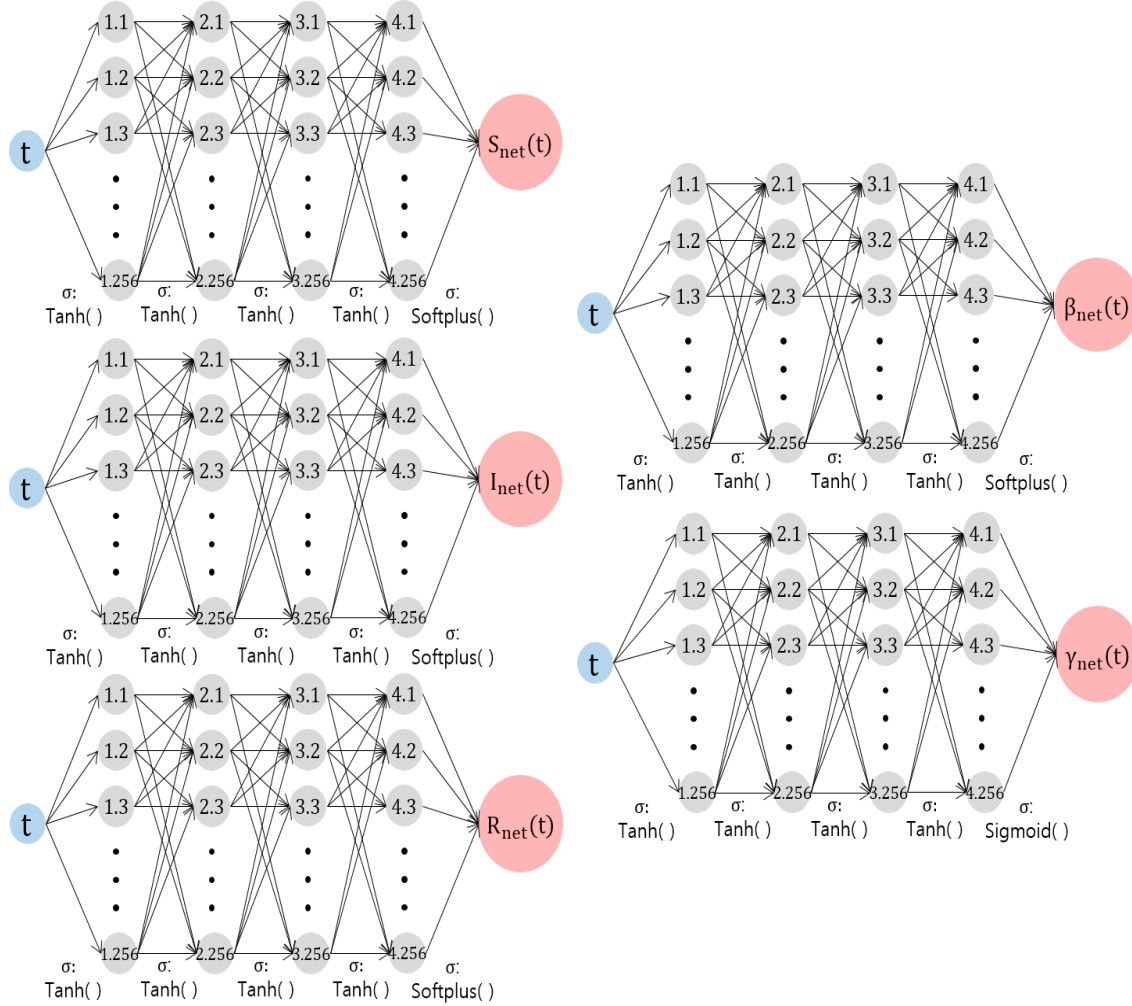 1.1 2.1 3.1 4.1
1.2 2.2 3.2 4.2
1.3 2.3 3.3 4.3
t
S_net(t)
1.256 2.256 3.256 4.256
σ: σ: σ: σ: σ:
Tanh( ) Tanh( ) Tanh( ) Tanh( ) Softplus( )
1.1 2.1 3.1 4.1
1.2 2.2 3.2 4.2
1.3 2.3 3.3 4.3
t
I_net(t)
1.256 2.256 3.256 4.256
σ: σ: σ: σ: σ:
Tanh( ) Tanh( ) Tanh( ) Tanh( ) Softplus( )
1.1 2.1 3.1 4.1
1.2 2.2 3.2 4.2
1.3 2.3 3.3 4.3
t
R_net(t)
1.256 2.256 3.256 4.256
σ: σ: σ: σ: σ:
Tanh( ) Tanh( ) Tanh( ) Tanh( ) Softplus( )
1.1 2.1 3.1 4.1
1.2 2.2 3.2 4.2
1.3 2.3 3.3 4.3
t
β_net(t)
1.256 2.256 3.256 4.256
σ: σ: σ: σ: σ:
Tanh( ) Tanh( ) Tanh( ) Tanh( ) Softplus( )
1.1 2.1 3.1 4.1
1.2 2.2 3.2 4.2
1.3 2.3 3.3 4.3
t
γ_net(t)
1.256 2.256 3.256 4.256
σ: σ: σ: σ: σ:
Tanh( ) Tanh( ) Tanh( ) Tanh( ) Sigmoid( )